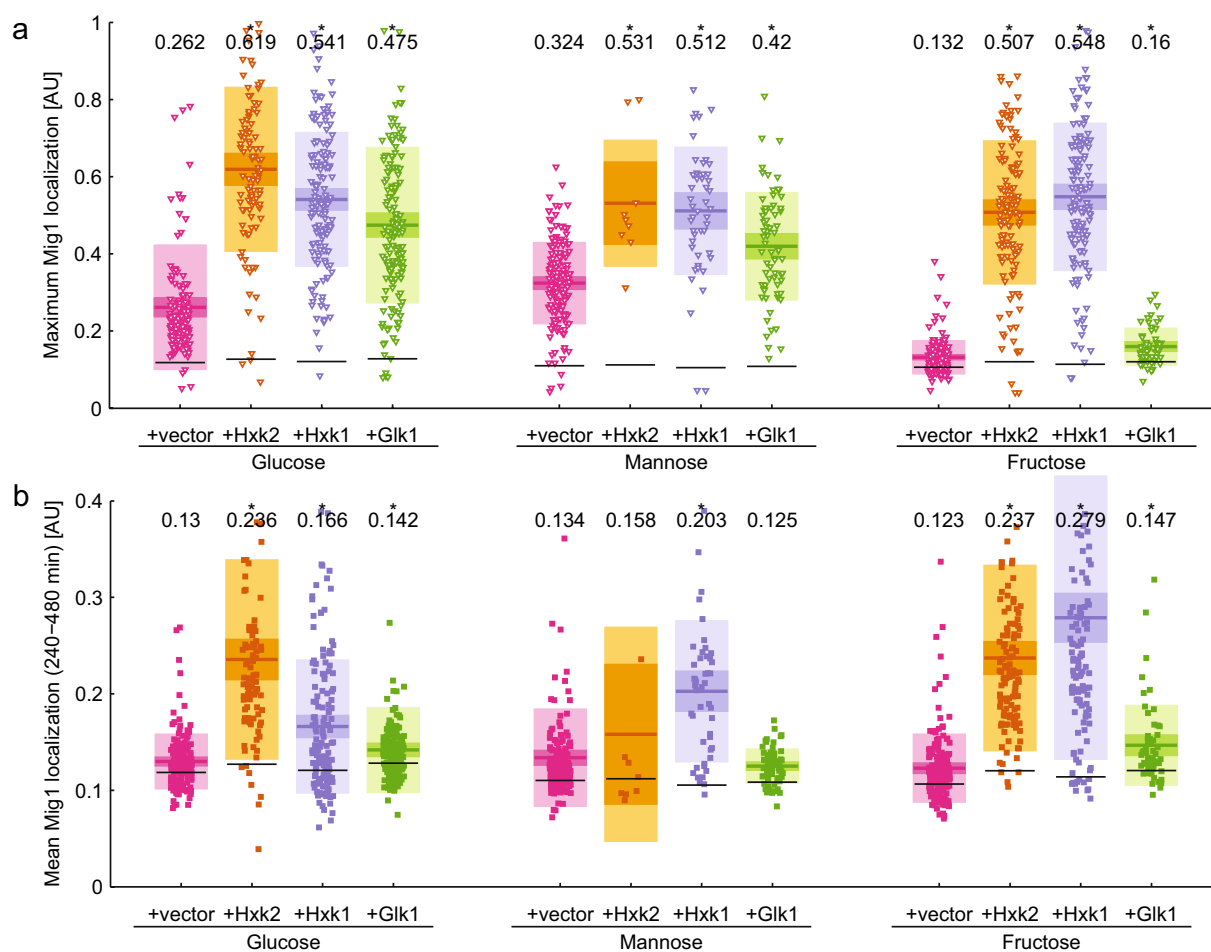 a
Maximum Mig1 localization [AU]
1
0.8
0.6
0.4
0.2
0
* * * * * * * * *
0.262 0.619 0.541 0.475 0.324 0.531 0.512 0.42 0.132 0.507 0.548 0.16
+vector +Hxk2 +Hxk1 +Glk1 +vector +Hxk2 +Hxk1 +Glk1 +vector +Hxk2 +Hxk1 +Glk1
Glucose Mannose Fructose
b
Mean Mig1 localization (240−480 min) [AU]
0.4
0.3
0.2
0.1
0
* * * * * * *
0.13 0.236 0.166 0.142 0.134 0.158 0.203 0.125 0.123 0.237 0.279 0.147
+vector +Hxk2 +Hxk1 +Glk1 +vector +Hxk2 +Hxk1 +Glk1 +vector +Hxk2 +Hxk1 +Glk1
Glucose Mannose Fructose